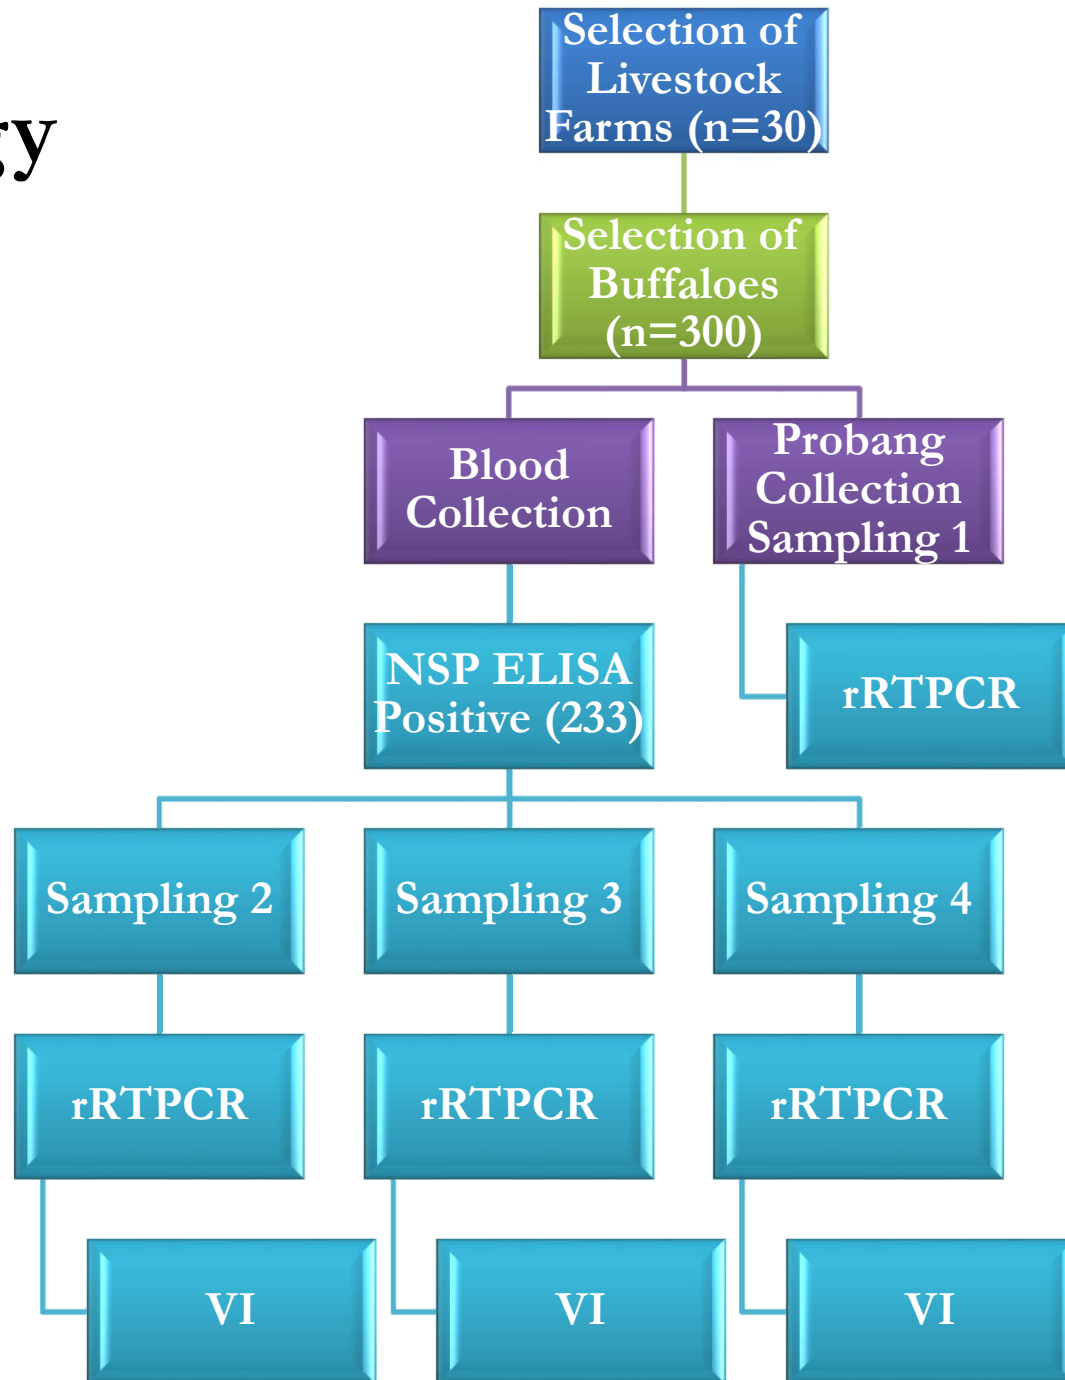 gy
Selection of
Livestock
Farms (n=30)
Selection of
Buffaloes
(n=300)
Blood
Collection
Probang
Collection
Sampling 1
NSP ELISA
Positive (233)
rRTPCR
Sampling 2
Sampling 3
Sampling 4
rRTPCR
rRTPCR
rRTPCR
VI
VI
VI